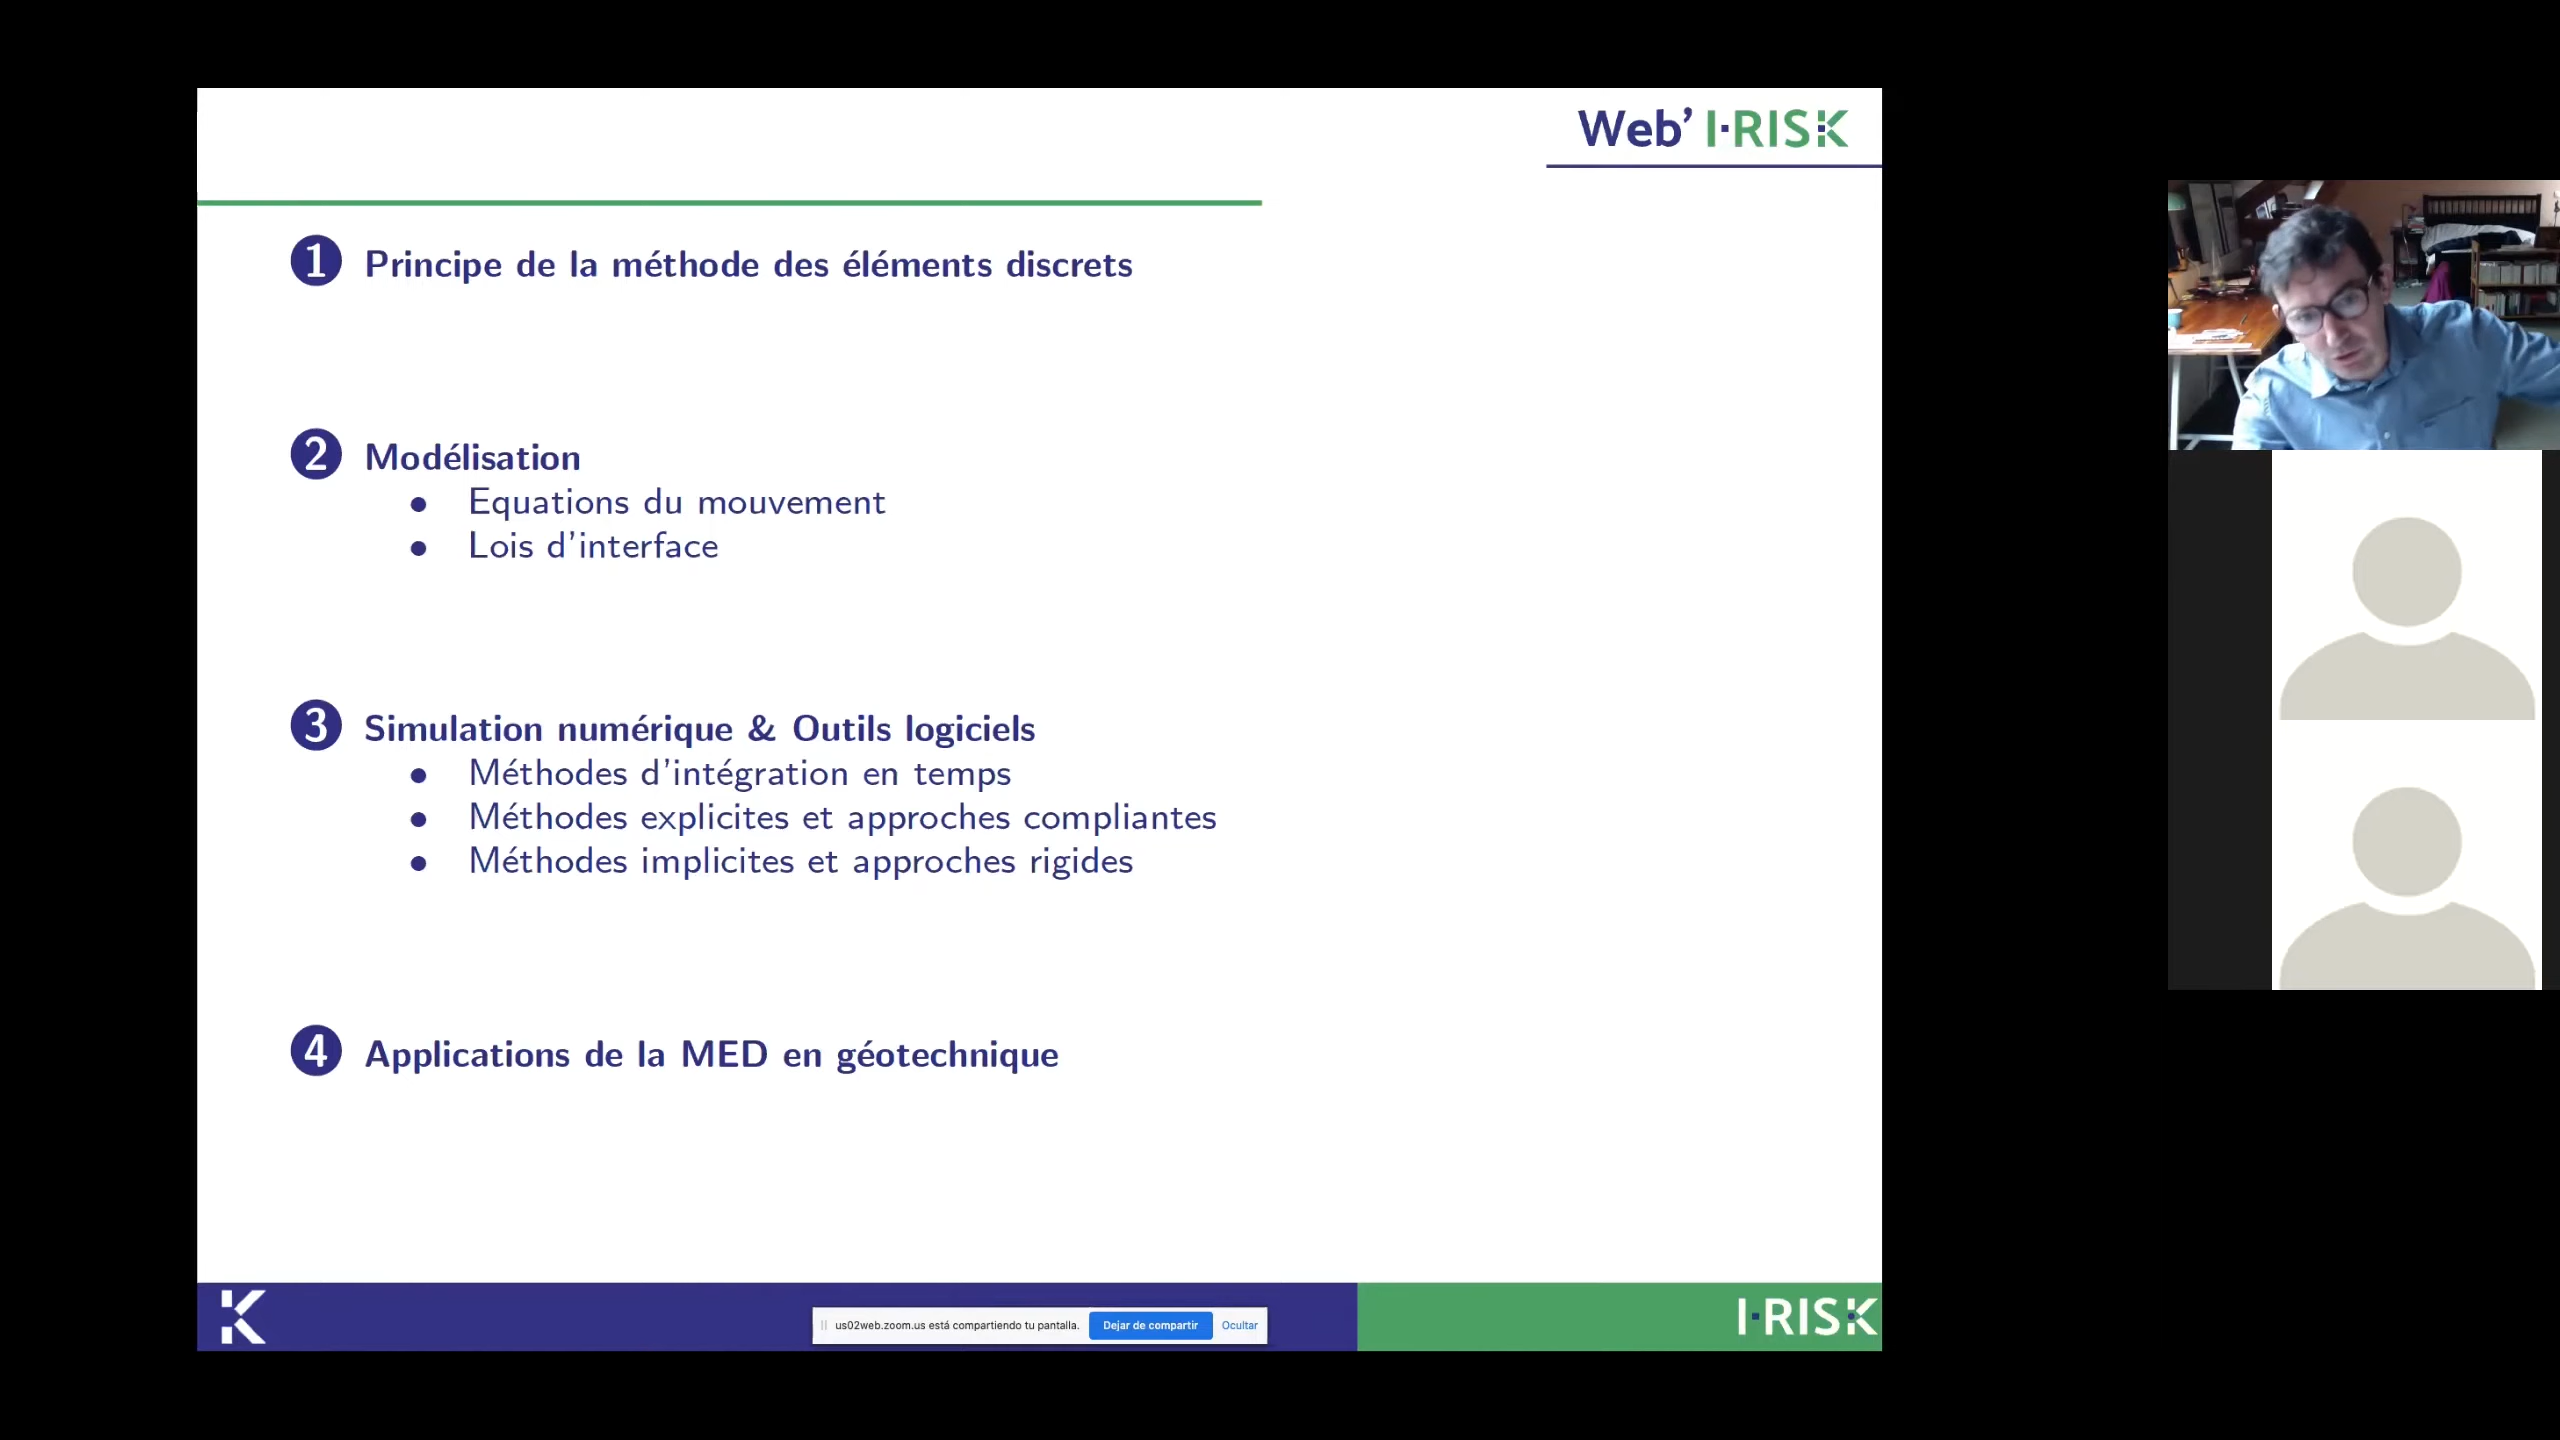 Web' I·RISK
1 Principe de la méthode des éléments discrets
2 Modélisation
• Equations du mouvement
• Lois d'interface
3 Simulation numérique & Outils logiciels
• Méthodes d'intégration en temps
• Méthodes explicites et approches compliantes
• Méthodes implicites et approches rigides
4 Applications de la MED en géotechnique
K
us02web.zoom.us está compartiendo tu pantalla. Dejar de compartir Ocultar
I·RISK